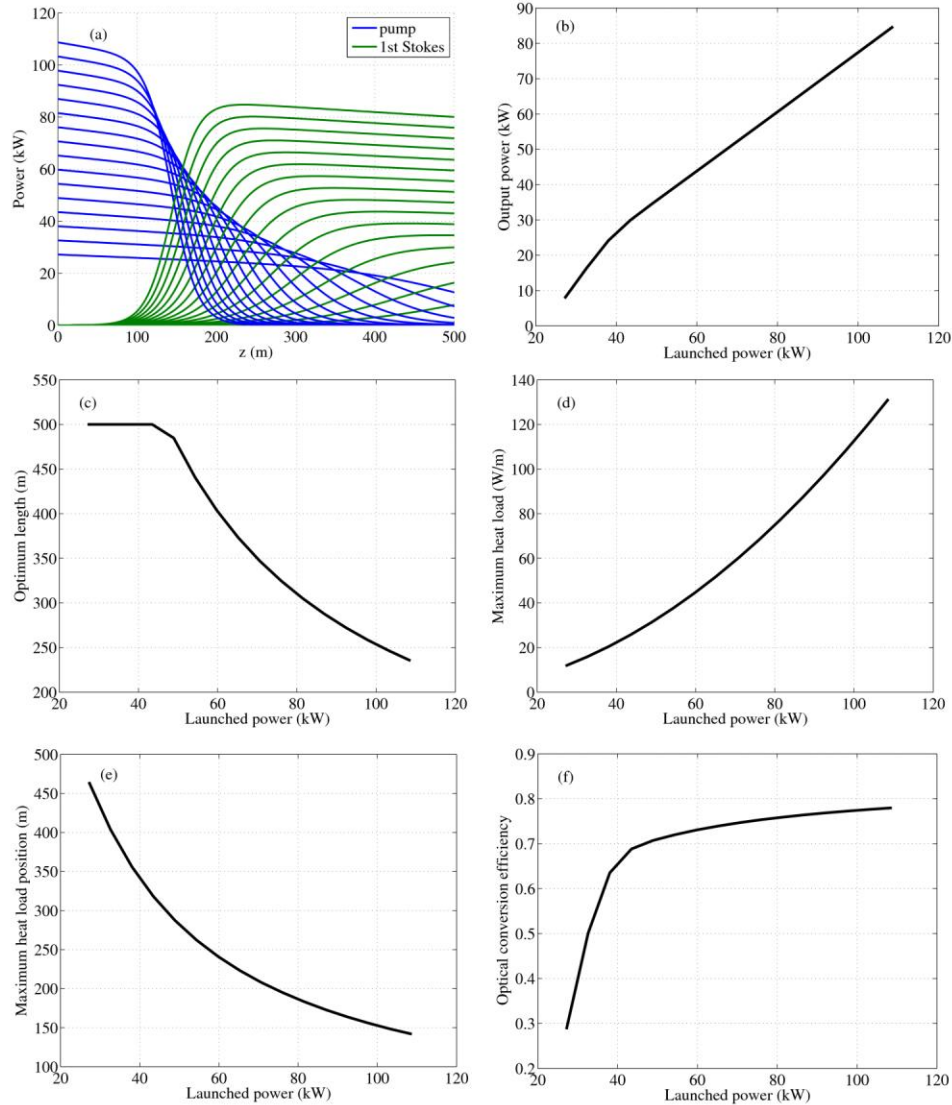 (a)
pump
1st Stokes
Power (kW)
120
100
80
60
40
20
0
0 100 200 300 400 500
z (m)
(b)
Output power (kW)
90
80
70
60
50
40
30
20
10
0
20 40 60 80 100 120
Launched power (kW)
(c)
Optimum length (m)
550
500
450
400
350
300
250
200
20 40 60 80 100 120
Launched power (kW)
(d)
Maximum heat load (W/m)
140
120
100
80
60
40
20
0
20 40 60 80 100 120
Launched power (kW)
(e)
Maximum heat load position (m)
500
450
400
350
300
250
200
150
100
20 40 60 80 100 120
Launched power (kW)
(f)
Optical conversion efficiency
0.9
0.8
0.7
0.6
0.5
0.4
0.3
0.2
20 40 60 80 100 120
Launched power (kW)